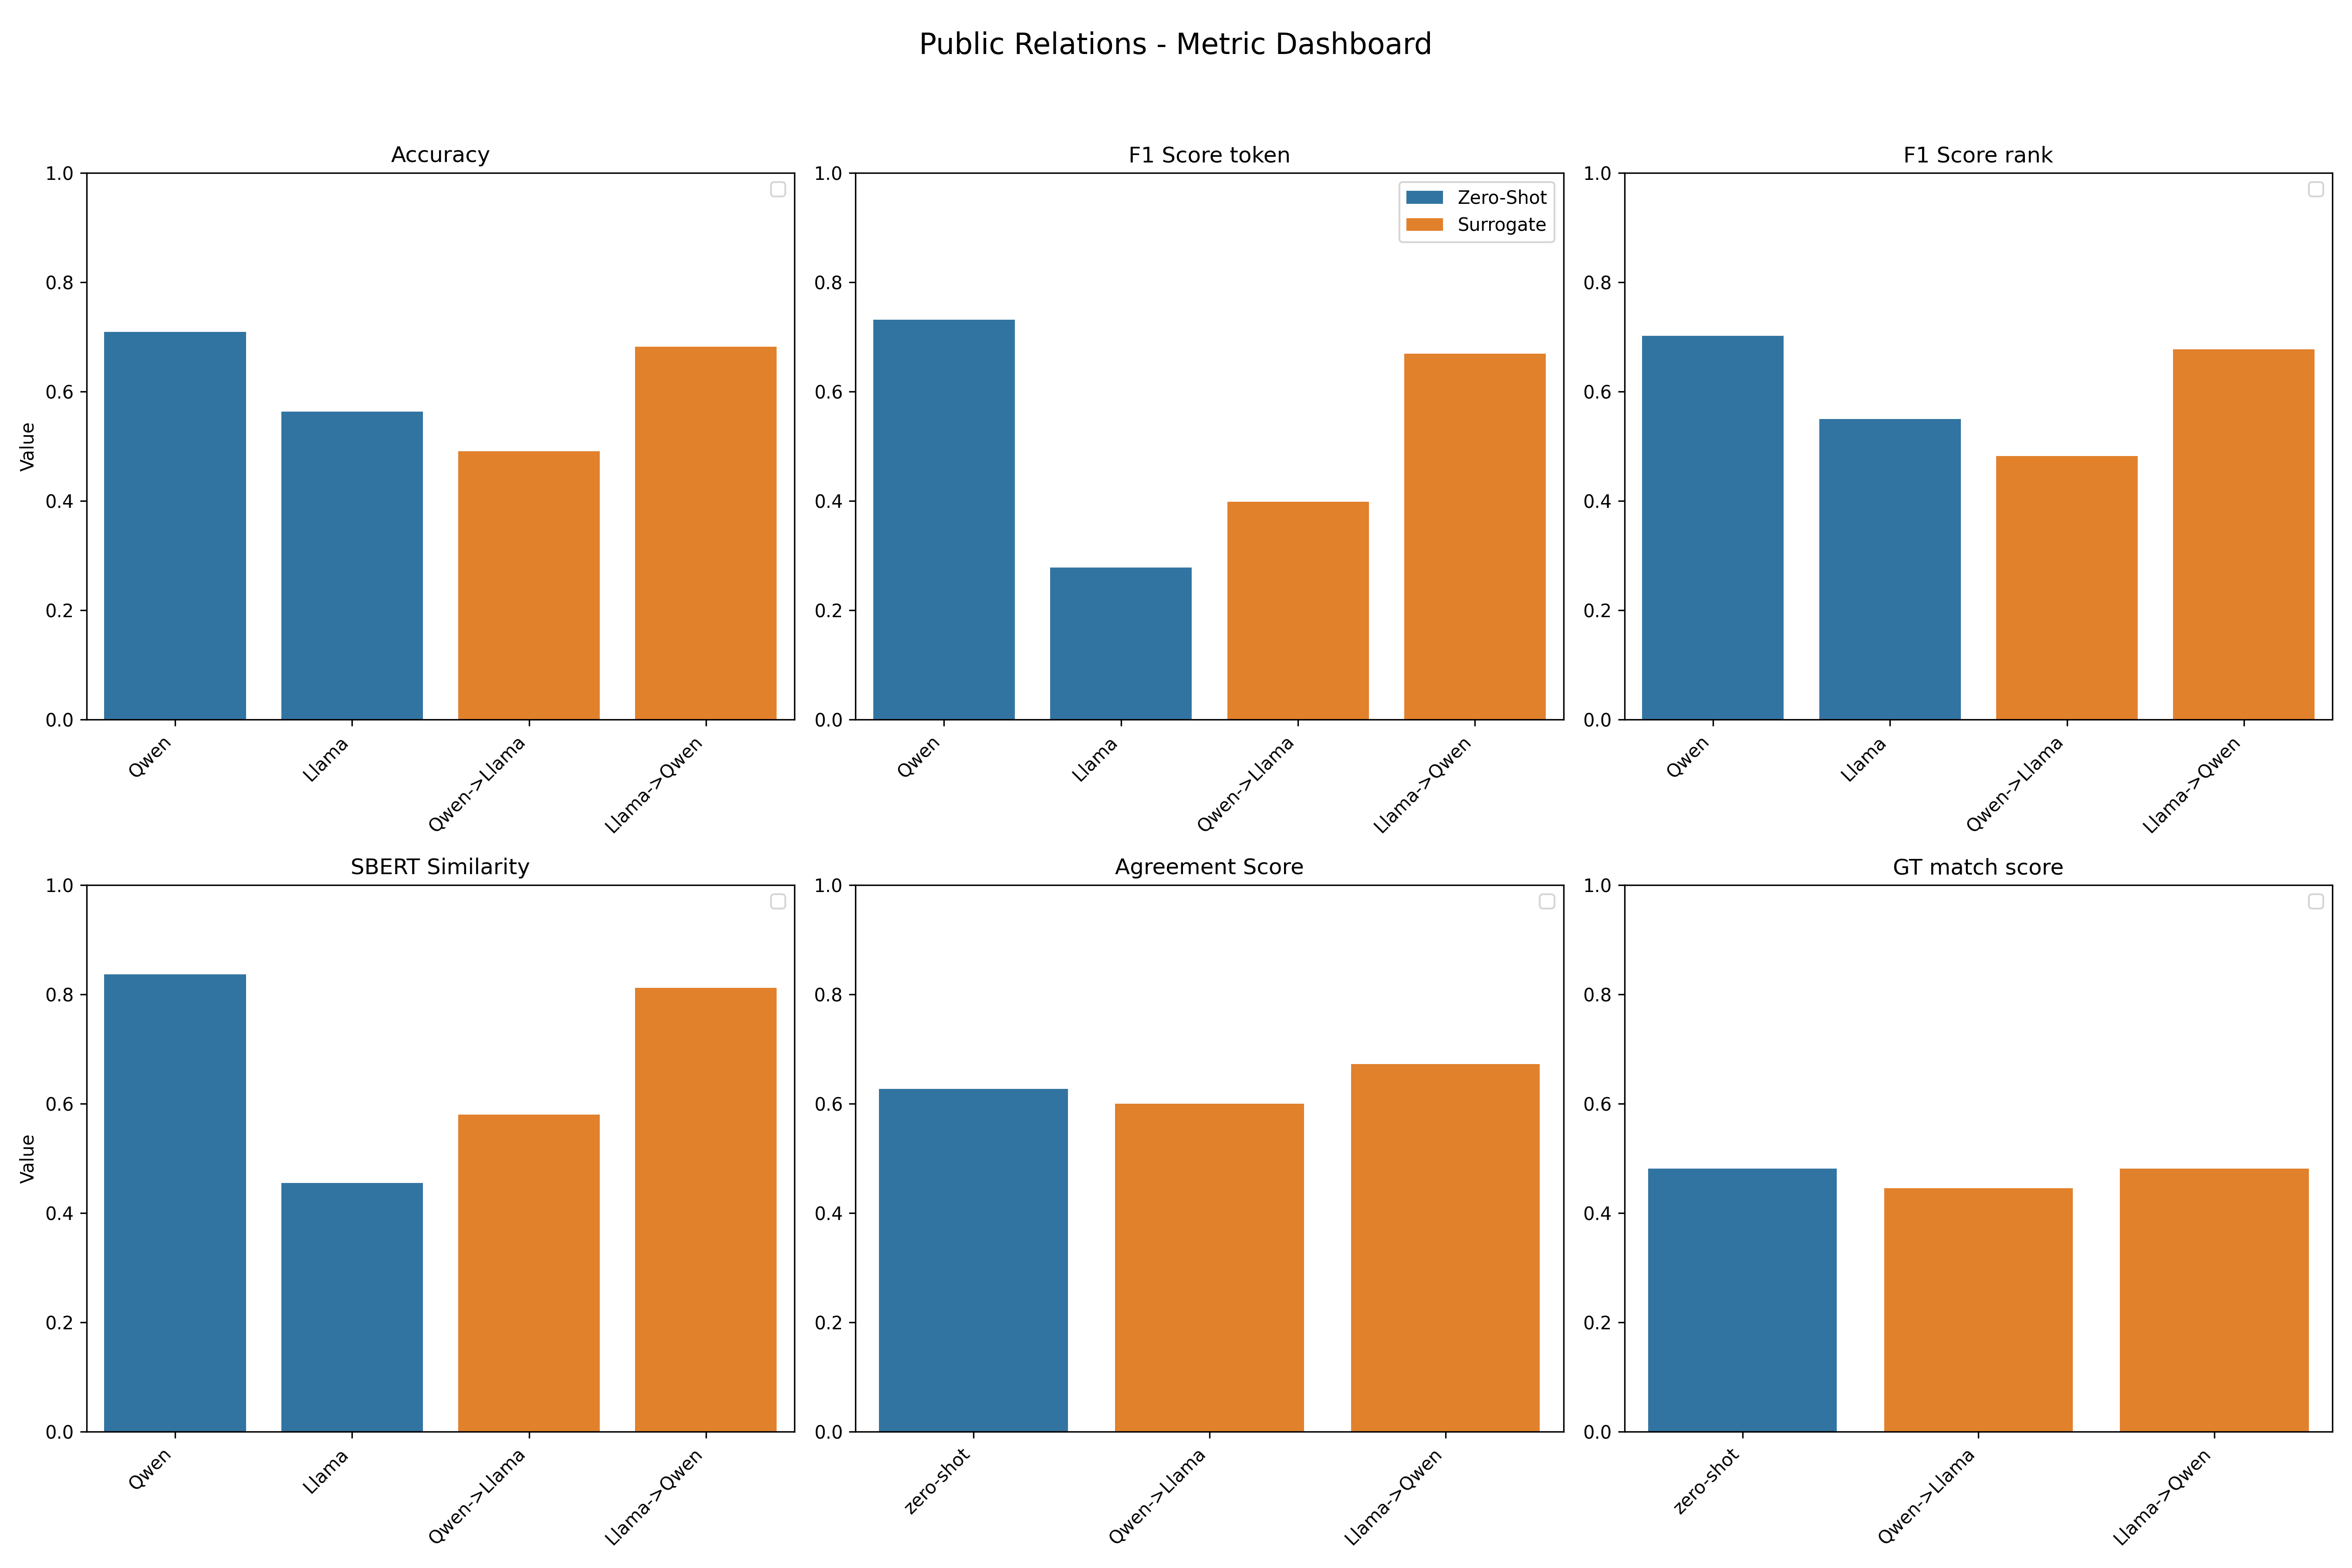 Public Relations - Metric Dashboard
Accuracy
Value
1.0
0.8
0.6
0.4
0.2
0.0
Qwen
Llama
Qwen->Llama
Llama->Qwen
F1 Score token
Zero-Shot
Surrogate
1.0
0.8
0.6
0.4
0.2
0.0
Qwen
Llama
Qwen->Llama
Llama->Qwen
F1 Score rank
1.0
0.8
0.6
0.4
0.2
0.0
Qwen
Llama
Qwen->Llama
Llama->Qwen
SBERT Similarity
Value
1.0
0.8
0.6
0.4
0.2
0.0
Qwen
Llama
Qwen->Llama
Llama->Qwen
Agreement Score
1.0
0.8
0.6
0.4
0.2
0.0
zero-shot
Qwen->Llama
Llama->Qwen
GT match score
1.0
0.8
0.6
0.4
0.2
0.0
zero-shot
Qwen->Llama
Llama->Qwen